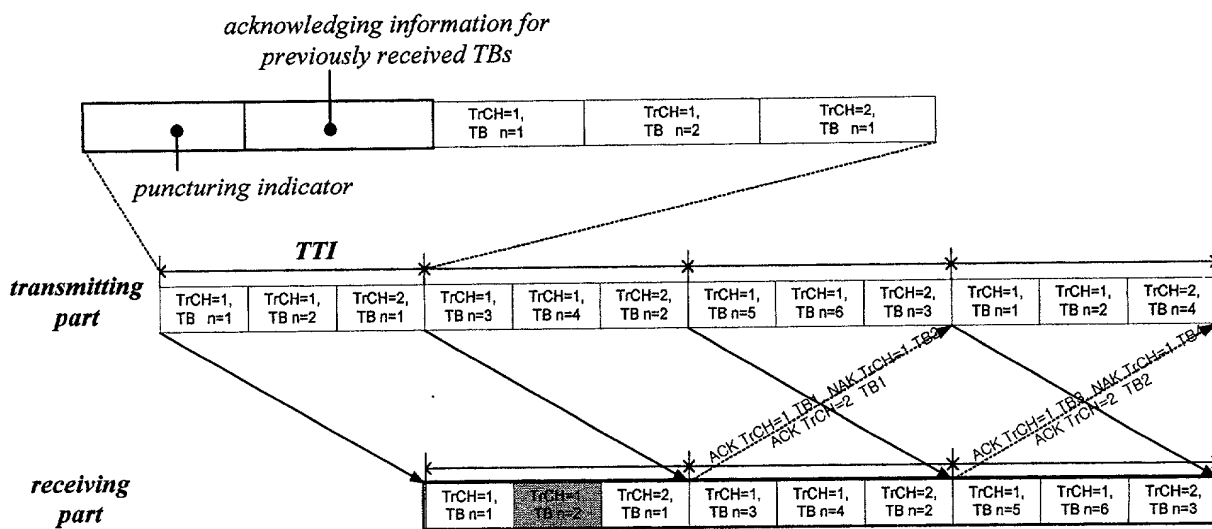 acknowledging information for
previously received TBs
TrCH=1,
TB n=1
TrCH=1,
TB n=2
TrCH=2,
TB n=1
puncturing indicator
TTI
transmitting
part
TrCH=1,
TB n=1
TrCH=1,
TB n=2
TrCH=2,
TB n=1
TrCH=1,
TB n=3
TrCH=1,
TB n=4
TrCH=2,
TB n=2
TrCH=1,
TB n=5
TrCH=1,
TB n=6
TrCH=2,
TB n=3
TrCH=1,
TB n=1
TrCH=1,
TB n=2
TrCH=2,
TB n=4
ACK TrCH=1 TB1 NAK TrCH=1 TB2
ACK TrCH=2 TB1
ACK TrCH=1 TB3 NAK TrCH=1 TB4
ACK TrCH=2 TB2
receiving
part
TrCH=1,
TB n=1
TrCH=1,
TB n=2
TrCH=2,
TB n=1
TrCH=1,
TB n=3
TrCH=1,
TB n=4
TrCH=2,
TB n=2
TrCH=1,
TB n=5
TrCH=1,
TB n=6
TrCH=2,
TB n=3